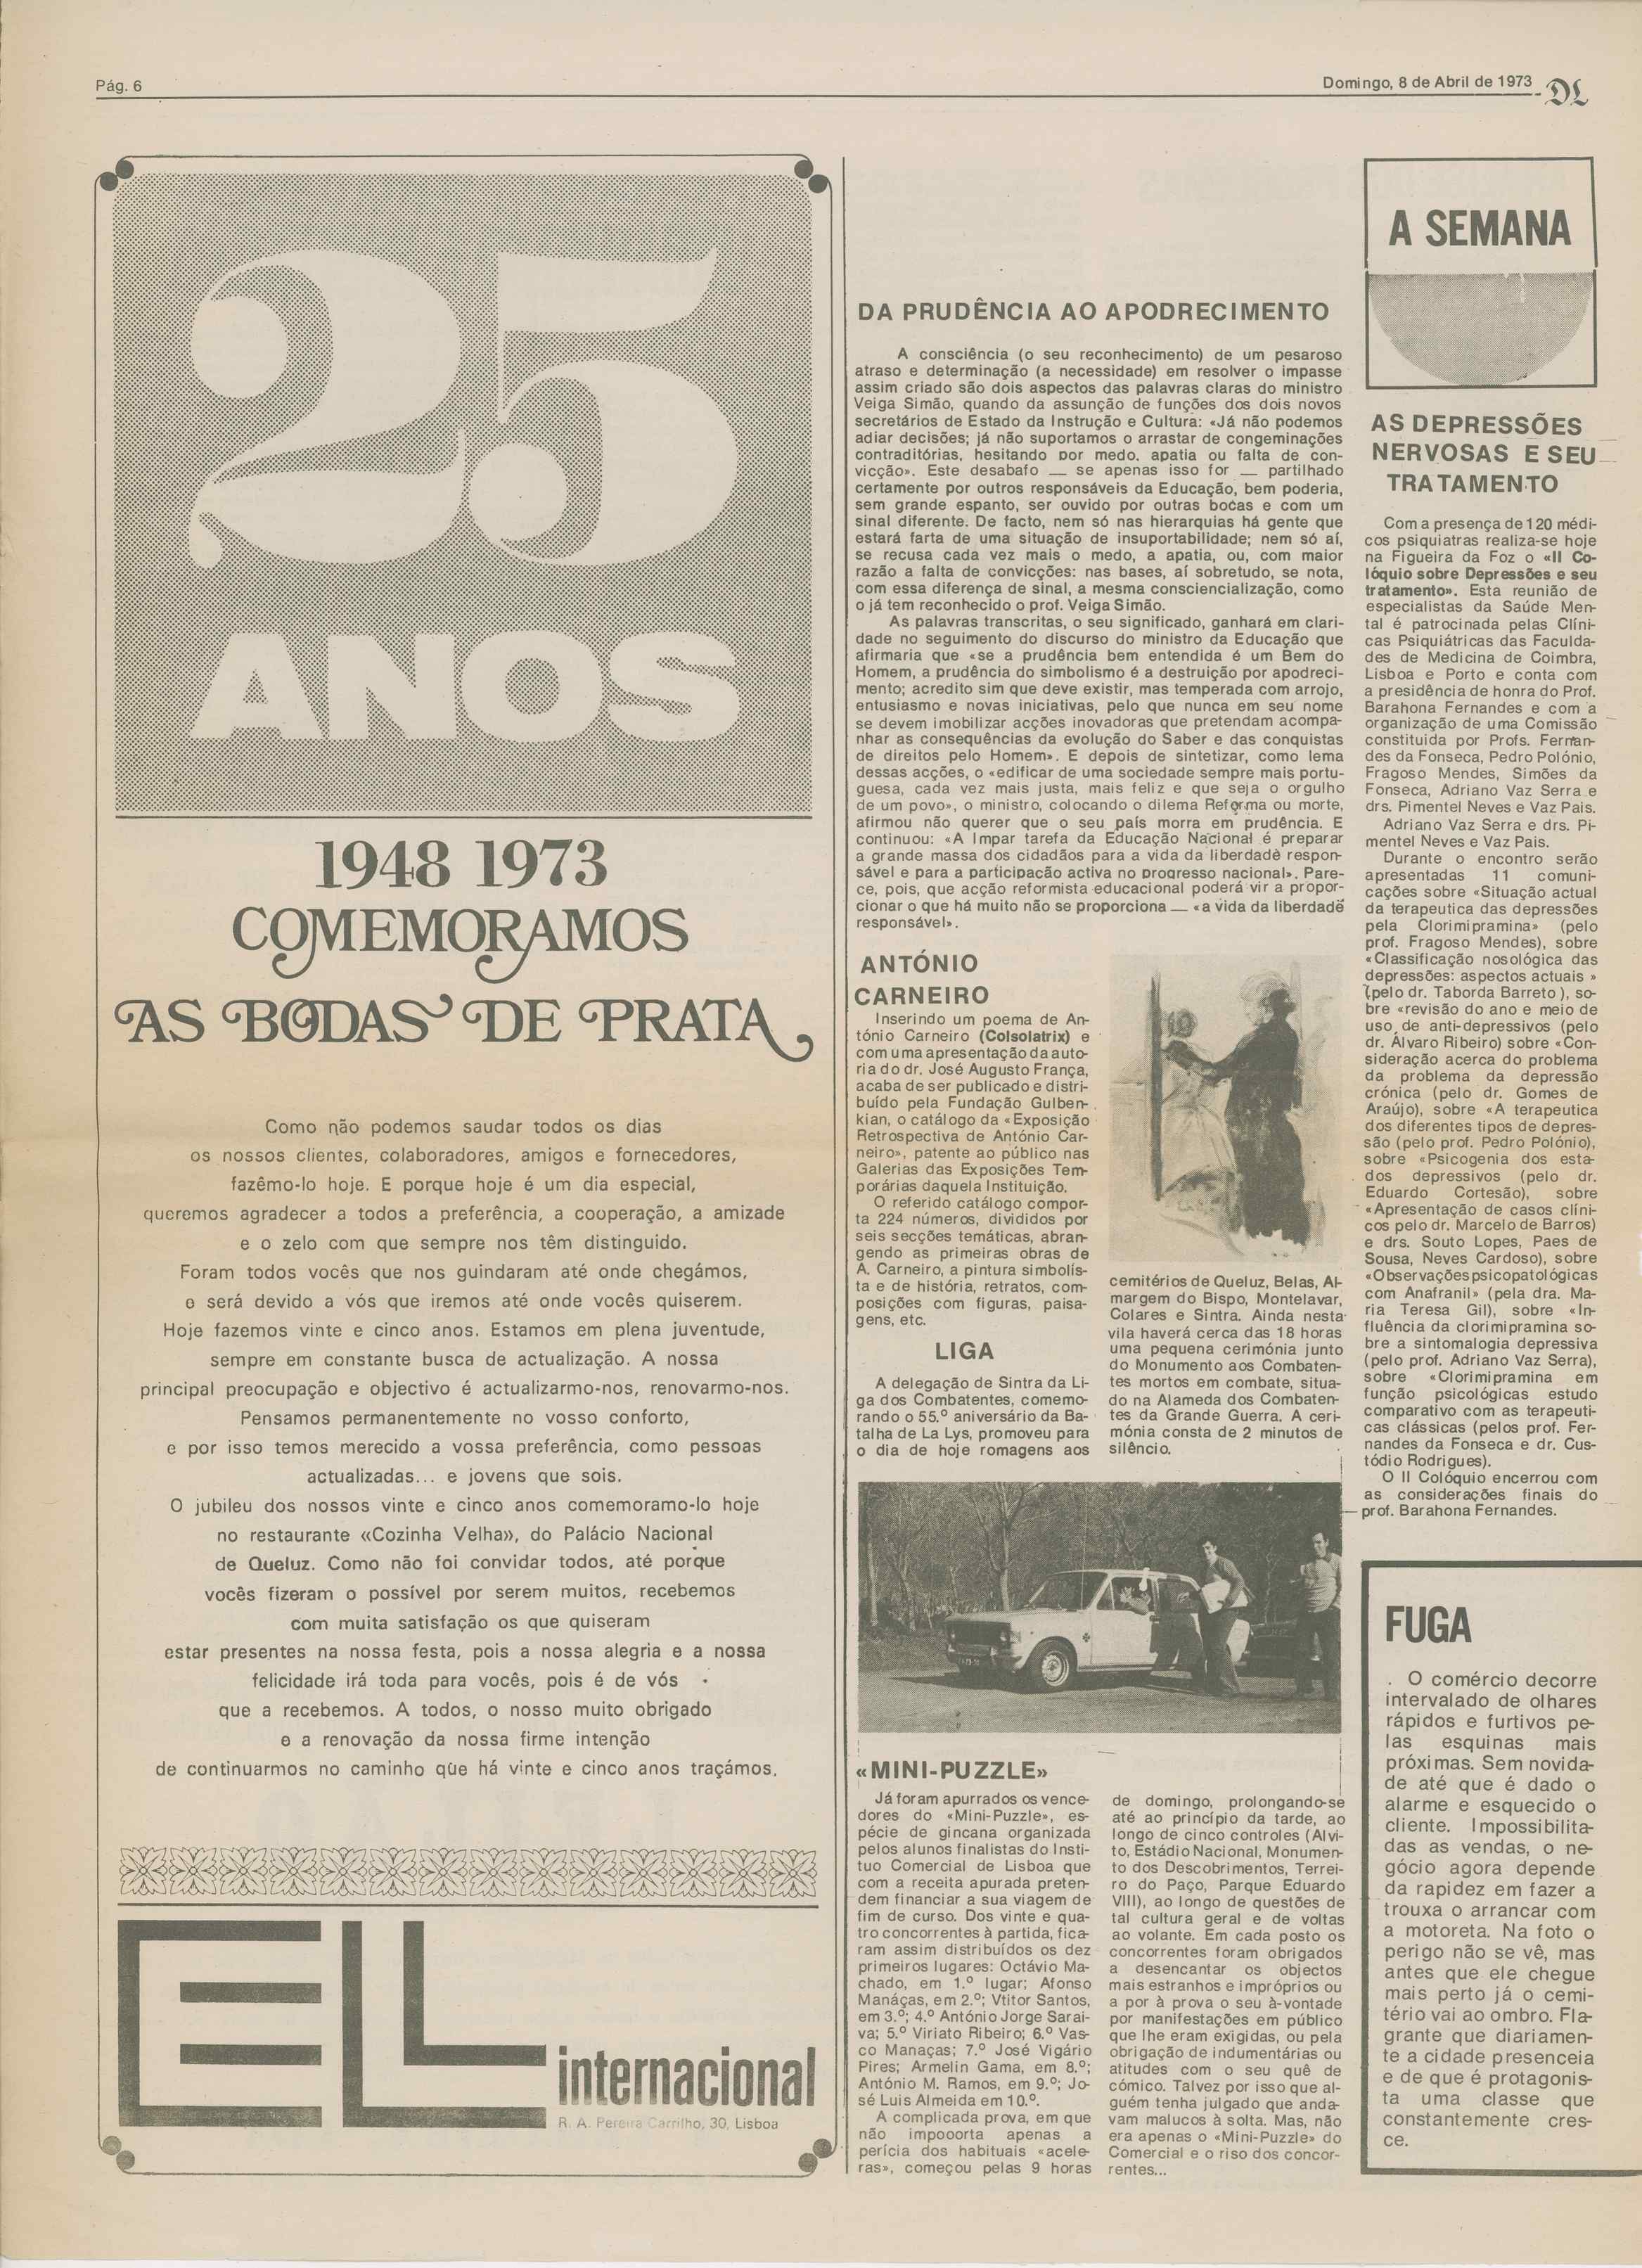 Pág. 6
Domingo, 8 de Abril de 1973
DL
25
ANOS
1948 1973
COMEMORAMOS
AS BODAS DE PRATA
Como não podemos saudar todos os dias
os nossos clientes, colaboradores, amigos e fornecedores,
fazêmo-lo hoje. E porque hoje é um dia especial,
queremos agradecer a todos a preferência, a cooperação, a amizade
e o zelo com que sempre nos têm distinguido.
Foram todos vocês que nos guindaram até onde chegámos,
e será devido a vós que iremos até onde vocês quiserem.
Hoje fazemos vinte e cinco anos. Estamos em plena juventude,
sempre em constante busca de actualização. A nossa
principal preocupação e objectivo é actualizarmo-nos, renovarmo-nos.
Pensamos permanentemente no vosso conforto,
e por isso temos merecido a vossa preferência, como pessoas
actualizadas... e jovens que sois.
O jubileu dos nossos vinte e cinco anos comemoramo-lo hoje
no restaurante «Cozinha Velha», do Palácio Nacional
de Queluz. Como não foi convidar todos, até porque
vocês fizeram o possível por serem muitos, recebemos
com muita satisfação os que quiseram
estar presentes na nossa festa, pois a nossa alegria e a nossa
felicidade irá toda para vocês, pois é de vós
que a recebemos. A todos, o nosso muito obrigado
e a renovação da nossa firme intenção
de continuarmos no caminho que há vinte e cinco anos traçámos.
EL internacional
R. A. Pereira Carrilho, 30, Lisboa
DA PRUDÊNCIA AO APODRECIMENTO
A consciência (o seu reconhecimento) de um pesaroso
atraso e determinação (a necessidade) em resolver o impasse
assim criado são dois aspectos das palavras claras do ministro
Veiga Simão, quando da assunção de funções dos dois novos
secretários de Estado da Instrução e Cultura: «Já não podemos
adiar decisões; já não suportamos o arrastar de congeminações
contraditórias, hesitando por medo, apatia ou falta de con-
vicção». Este desabafo — se apenas isso for — partilhado
certamente por outros responsáveis da Educação, bem poderia,
sem grande espanto, ser ouvido por outras bocas e com um
sinal diferente. De facto, nem só nas hierarquias há gente que
estará farta de uma situação de insuportabilidade; nem só aí,
se recusa cada vez mais o medo, a apatia, ou, com maior
razão a falta de convicções: nas bases, aí sobretudo, se nota,
com essa diferença de sinal, a mesma consciencialização, como
o já tem reconhecido o prof. Veiga Simão.
As palavras transcritas, o seu significado, ganhará em clari-
dade no seguimento do discurso do ministro da Educação que
afirmaria que «se a prudência bem entendida é um Bem do
Homem, a prudência do simbolismo é a destruição por apodreci-
mento; acredito sim que deve existir, mas temperada com arrojo,
entusiasmo e novas iniciativas, pelo que nunca em seu nome
se devem imobilizar acções inovadoras que pretendam acompa-
nhar as consequências da evolução do Saber e das conquistas
de direitos pelo Homem». E depois de sintetizar, como lema
dessas acções, o «edificar de uma sociedade sempre mais portu-
guesa, cada vez mais justa, mais feliz e que seja o orgulho
de um povo», o ministro, colocando o dilema Reforma ou morte,
afirmou não querer que o seu país morra em prudência. E
continuou: «A Impar tarefa da Educação Nacional é preparar
a grande massa dos cidadãos para a vida da liberdade respon-
sável e para a participação activa no progresso nacional». Pare-
ce, pois, que acção reformista educacional poderá vir a propor-
cionar o que há muito não se proporciona — «a vida da liberdade
responsável».
ANTÓNIO
CARNEIRO
Inserindo um poema de An-
tónio Carneiro (Colsolatrix) e
com uma apresentação da auto-
ria do dr. José Augusto França,
acaba de ser publicado e distri-
buído pela Fundação Gulben-
kian, o catálogo da «Exposição
Retrospectiva de António Car-
neiro», patente ao público nas
Galerias das Exposições Tem-
porárias daquela Instituição.
O referido catálogo compor-
ta 224 números, divididos por
seis secções temáticas, abran-
gendo as primeiras obras de
A. Carneiro, a pintura simbolís-
ta e de história, retratos, com-
posições com figuras, paisa-
gens, etc.
LIGA
A delegação de Sintra da Li-
ga dos Combatentes, comemo-
rando o 55.º aniversário da Ba-
talha de La Lys, promoveu para
o dia de hoje romagens aos
cemitérios de Queluz, Belas, Al-
margem do Bispo, Montelavar,
Colares e Sintra. Ainda nesta
vila haverá cerca das 18 horas
uma pequena cerimónia junto
do Monumento aos Combaten-
tes mortos em combate, situa-
do na Alameda dos Combaten-
tes da Grande Guerra. A ceri-
mónia consta de 2 minutos de
silêncio.
«MINI-PUZZLE»
Já foram apurrados os vence-
dores do «Mini-Puzzle», es-
pécie de gincana organizada
pelos alunos finalistas do Insti-
tuo Comercial de Lisboa que
com a receita apurada preten-
dem financiar a sua viagem de
fim de curso. Dos vinte e qua-
tro concorrentes à partida, fica-
ram assim distribuídos os dez
primeiros lugares: Octávio Ma-
chado, em 1.º lugar; Afonso
Manáças, em 2.º; Vtitor Santos,
em 3.º; 4.º António Jorge Sarai-
va; 5.º Viriato Ribeiro; 6.º Vas-
co Manaças; 7.º José Vigário
Pires; Armelin Gama, em 8.º;
António M. Ramos, em 9.º; Jo-
sé Luis Almeida em 10.º.
A complicada prova, em que
não impooorta apenas a
perícia dos habituais «acele-
ras», começou pelas 9 horas
de domingo, prolongando-se
até ao princípio da tarde, ao
longo de cinco controles (Alvi-
to, Estádio Nacional, Monumen-
to dos Descobrimentos, Terrei-
ro do Paço, Parque Eduardo
VIII), ao longo de questões de
tal cultura geral e de voltas
ao volante. Em cada posto os
concorrentes foram obrigados
a desencantar os objectos
mais estranhos e impróprios ou
a por à prova o seu à-vontade
por manifestações em público
que lhe eram exigidas, ou pela
obrigação de indumentárias ou
atitudes com o seu quê de
cómico. Talvez por isso que al-
guém tenha julgado que anda-
vam malucos à solta. Mas, não
era apenas o «Mini-Puzzle» do
Comercial e o riso dos concor-
rentes...
A SEMANA
AS DEPRESSÕES
NERVOSAS E SEU
TRATAMENTO
Com a presença de 120 médi-
cos psiquiatras realiza-se hoje
na Figueira da Foz o «II Co-
lóquio sobre Depressões e seu
tratamento». Esta reunião de
especialistas da Saúde Men-
tal é patrocinada pelas Clíni-
cas Psiquiátricas das Faculda-
des de Medicina de Coimbra,
Lisboa e Porto e conta com
a presidência de honra do Prof.
Barahona Fernandes e com a
organização de uma Comissão
constituida por Profs. Fernan-
des da Fonseca, Pedro Polónio,
Fragoso Mendes, Simões da
Fonseca, Adriano Vaz Serra e
drs. Pimentel Neves e Vaz Pais.
Adriano Vaz Serra e drs. Pi-
mentel Neves e Vaz Pais.
Durante o encontro serão
apresentadas 11 comuni-
cações sobre «Situação actual
da terapeutica das depressões
pela Clorimipramina» (pelo
prof. Fragoso Mendes), sobre
«Classificação nosológica das
depressões: aspectos actuais »
(pelo dr. Taborda Barreto ), so-
bre «revisão do ano e meio de
uso de anti-depressivos (pelo
dr. Álvaro Ribeiro) sobre «Con-
sideração acerca do problema
da problema da depressão
crónica (pelo dr. Gomes de
Araújo), sobre «A terapeutica
dos diferentes tipos de depres-
são (pelo prof. Pedro Polónio),
sobre «Psicogenia dos esta-
dos depressivos (pelo dr.
Eduardo Cortesão), sobre
«Apresentação de casos clíni-
cos pelo dr. Marcelo de Barros)
e drs. Souto Lopes, Paes de
Sousa, Neves Cardoso), sobre
«Observações psicopatológicas
com Anafranil» (pela dra. Ma-
ria Teresa Gil), sobre «In-
fluência da clorimipramina so-
bre a sintomalogia depressiva
(pelo prof. Adriano Vaz Serra),
sobre «Clorimipramina em
função psicológicas estudo
comparativo com as terapeuti-
cas clássicas (pelos prof. Fer-
nandes da Fonseca e dr. Cus-
tódio Rodrigues).
O II Colóquio encerrou com
as considerações finais do
prof. Barahona Fernandes.
FUGA
. O comércio decorre
intervalado de olhares
rápidos e furtivos pe-
las esquinas mais
próximas. Sem novida-
de até que é dado o
alarme e esquecido o
cliente. Impossibilita-
das as vendas, o ne-
gócio agora depende
da rapidez em fazer a
trouxa o arrancar com
a motoreta. Na foto o
perigo não se vê, mas
antes que ele chegue
mais perto já o cemi-
tério vai ao ombro. Fla-
grante que diariamen-
te a cidade presenceia
e de que é protagonis-
ta uma classe que
constantemente cres-
ce.